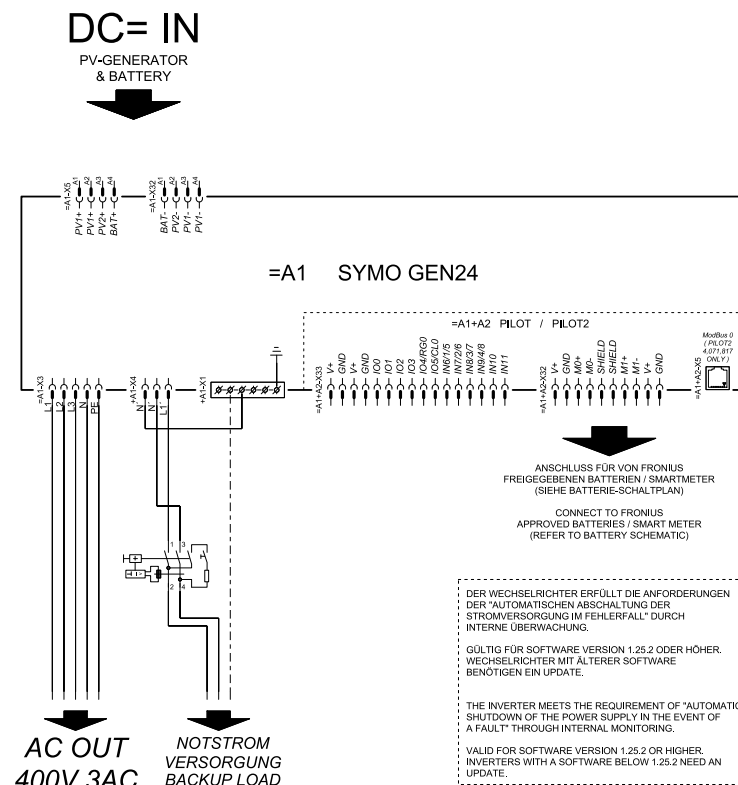 DC= IN
PV-GENERATOR
& BATTERY
=A1-X5
A1
A2
A3
A4
PV1+
PV1+
PV2+
BAT+
=A1-X32
A1
A2
A3
A4
BAT-
PV2-
PV1-
PV1-
=A1 SYMO GEN24
=A1+A2 PILOT / PILOT2
=A1-X3
L1
L2
L3
N
PE
+A1-X4
N'
N'
L1'
+A1-X1
=A1+A2-X33
V+
GND
V+
GND
IO0
IO1
IO2
IO3
IO4/RG0
IO5/CL0
IN6/1/5
IN7/2/6
IN8/3/7
IN9/4/8
IN10
IN11
=A1+A2-X32
V+
GND
M0+
M0-
SHIELD
SHIELD
M1+
M1-
V+
GND
=A1+A2-X5
ModBus 0
( PILOT2
4,071,817
ONLY )
ANSCHLUSS FÜR VON FRONIUS
FREIGEGEBENEN BATTERIEN / SMARTMETER
(SIEHE BATTERIE-SCHALTPLAN)
CONNECT TO FRONIUS
APPROVED BATTERIES / SMART METER
(REFER TO BATTERY SCHEMATIC)
1
3
2
4
DER WECHSELRICHTER ERFÜLLT DIE ANFORDERUNGEN
DER "AUTOMATISCHEN ABSCHALTUNG DER
STROMVERSORGUNG IM FEHLERFALL" DURCH
INTERNE ÜBERWACHUNG.
GÜLTIG FÜR SOFTWARE VERSION 1.25.2 ODER HÖHER.
WECHSELRICHTER MIT ÄLTERER SOFTWARE
BENÖTIGEN EIN UPDATE.
THE INVERTER MEETS THE REQUIREMENT OF "AUTOMATIC
SHUTDOWN OF THE POWER SUPPLY IN THE EVENT OF
A FAULT" THROUGH INTERNAL MONITORING.
VALID FOR SOFTWARE VERSION 1.25.2 OR HIGHER.
INVERTERS WITH A SOFTWARE BELOW 1.25.2 NEED AN
UPDATE.
AC OUT
400V 3AC
NOTSTROM
VERSORGUNG
BACKUP LOAD